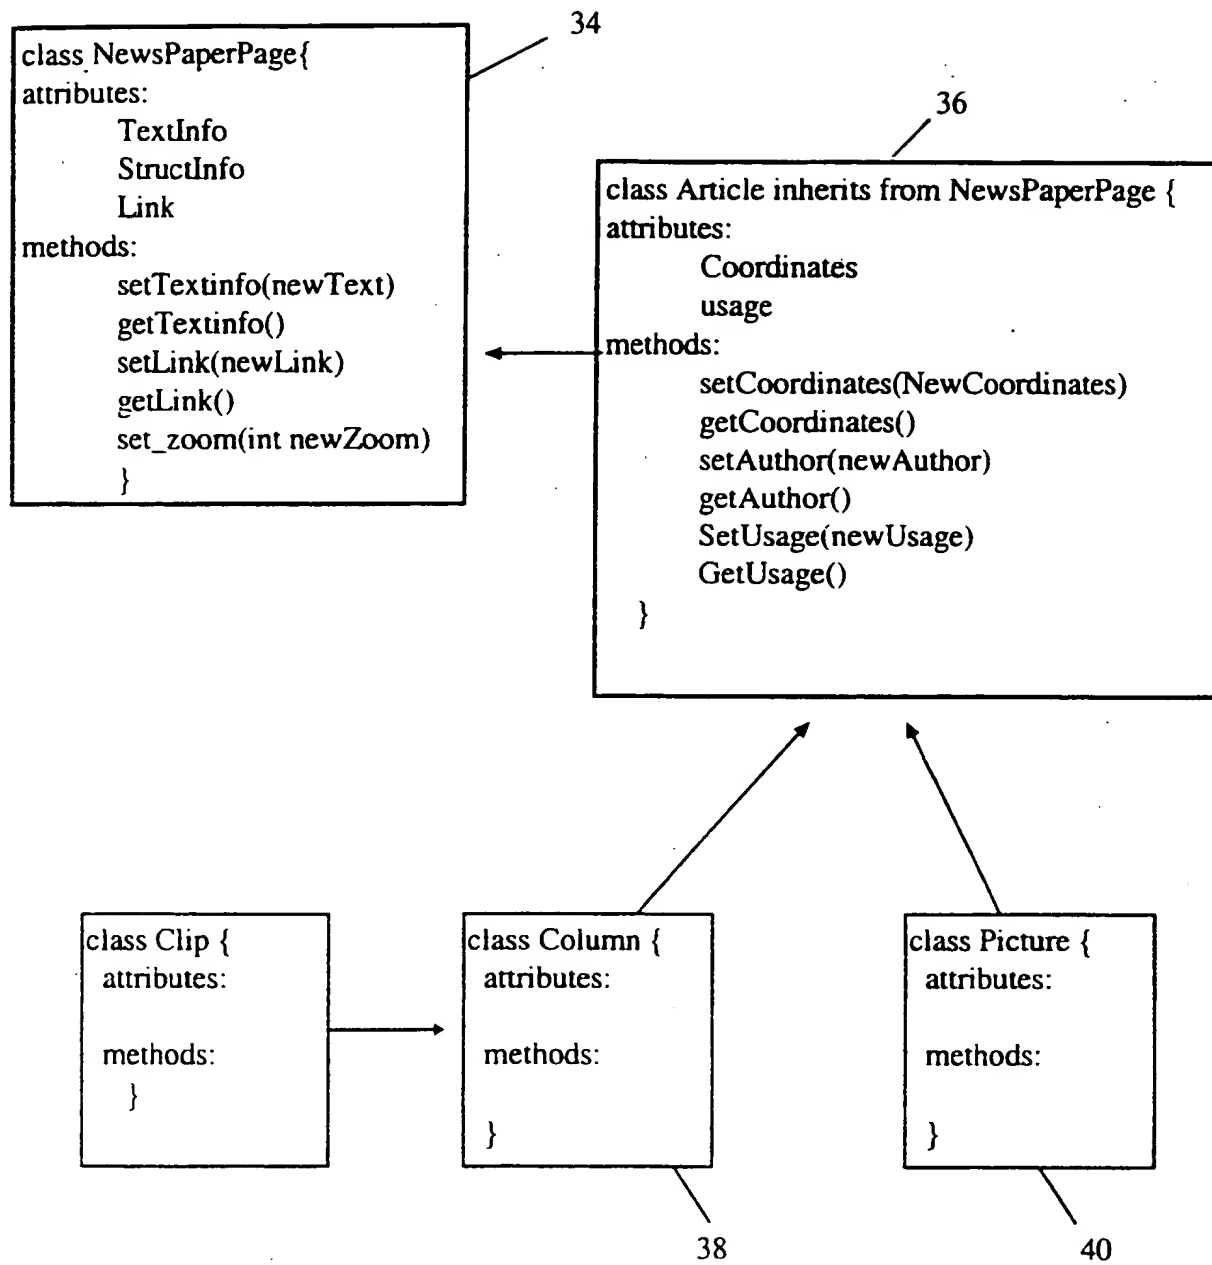 34
class NewsPaperPage{
attributes:
TextInfo
StructInfo
Link
methods:
setTextinfo(newText)
getTextinfo()
setLink(newLink)
getLink()
set_zoom(int newZoom)
}
36
class Article inherits from NewsPaperPage {
attributes:
Coordinates
usage
methods:
setCoordinates(NewCoordinates)
getCoordinates()
setAuthor(newAuthor)
getAuthor()
SetUsage(newUsage)
GetUsage()
}
class Clip {
attributes:
methods:
}
class Column {
attributes:
methods:
}
38
class Picture {
attributes:
methods:
}
40